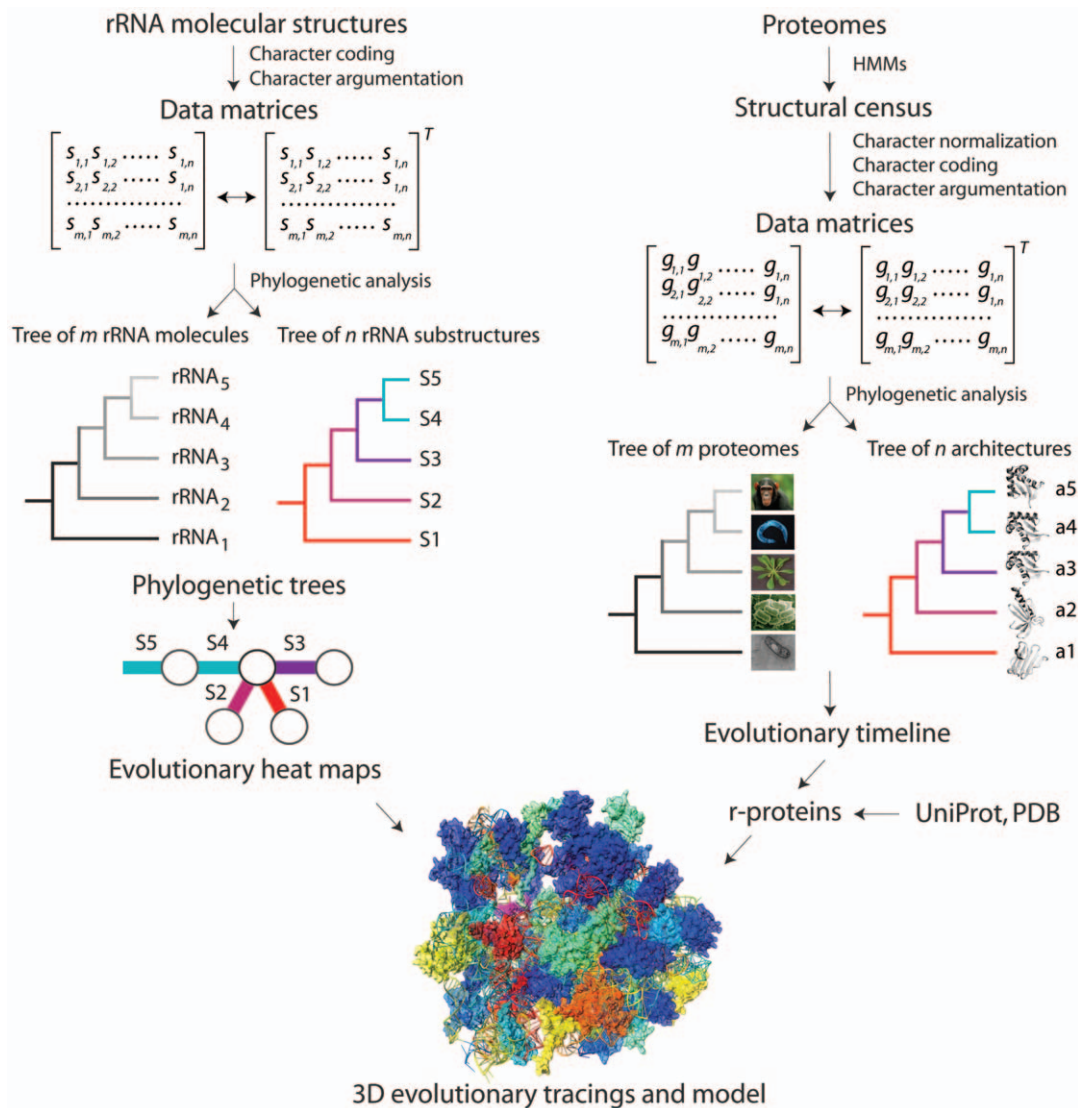 rRNA molecular structures
Character coding
Character argumentation
Data matrices
T
s1,1 s1,2 ..... s1,n
s2,1 s2,2 ..... s1,n
..................
sm,1 sm,2 ..... sm,n
s1,1 s1,2 ..... s1,n
s2,1 s2,2 ..... s1,n
..................
sm,1 sm,2 ..... sm,n
Phylogenetic analysis
Tree of m rRNA molecules
rRNA5
rRNA4
rRNA3
rRNA2
rRNA1
Tree of n rRNA substructures
S5
S4
S3
S2
S1
Phylogenetic trees
S5 S4 S3
S2 S1
Evolutionary heat maps
Proteomes
HMMs
Structural census
Character normalization
Character coding
Character argumentation
Data matrices
T
g1,1 g1,2 ..... g1,n
g2,1 g2,2 ..... g1,n
..................
gm,1 gm,2 ..... gm,n
g1,1 g1,2 ..... g1,n
g2,1 g2,2 ..... g1,n
..................
gm,1 gm,2 ..... gm,n
Phylogenetic analysis
Tree of m proteomes
Tree of n architectures
a5
a4
a3
a2
a1
Evolutionary timeline
r-proteins
UniProt, PDB
3D evolutionary tracings and model